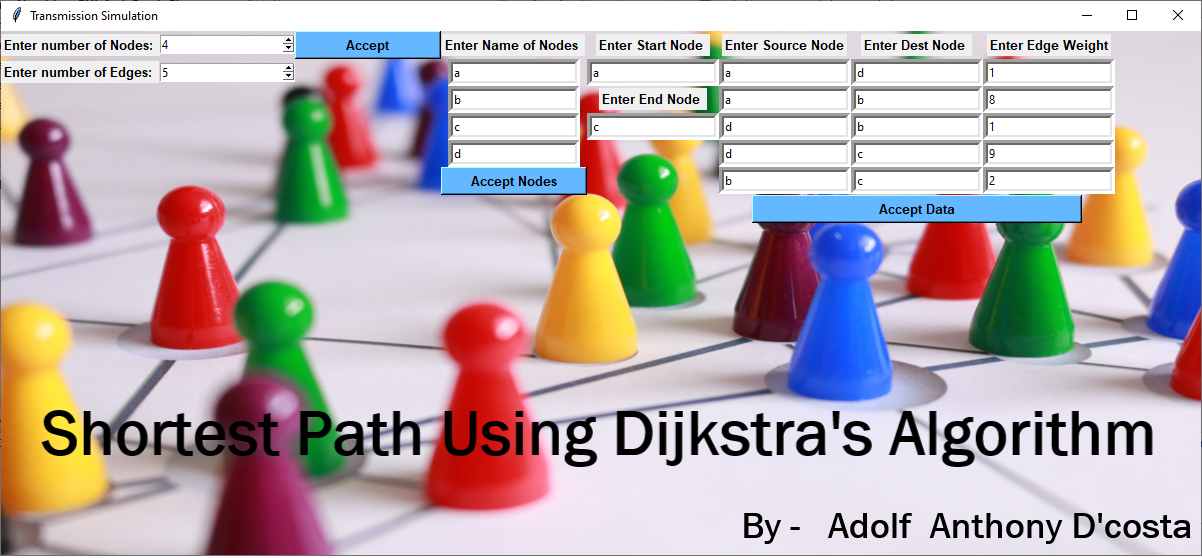 Transmission Simulation
Enter number of Nodes: 4 Accept Enter Name of Nodes Enter Start Node Enter Source Node Enter Dest Node Enter Edge Weight
Enter number of Edges: 5 a a a d 1
b Enter End Node a b 8
c c d b 1
d d c 9
Accept Nodes b c 2
Accept Data
Shortest Path Using Dijkstra's Algorithm
By - Adolf Anthony D'costa